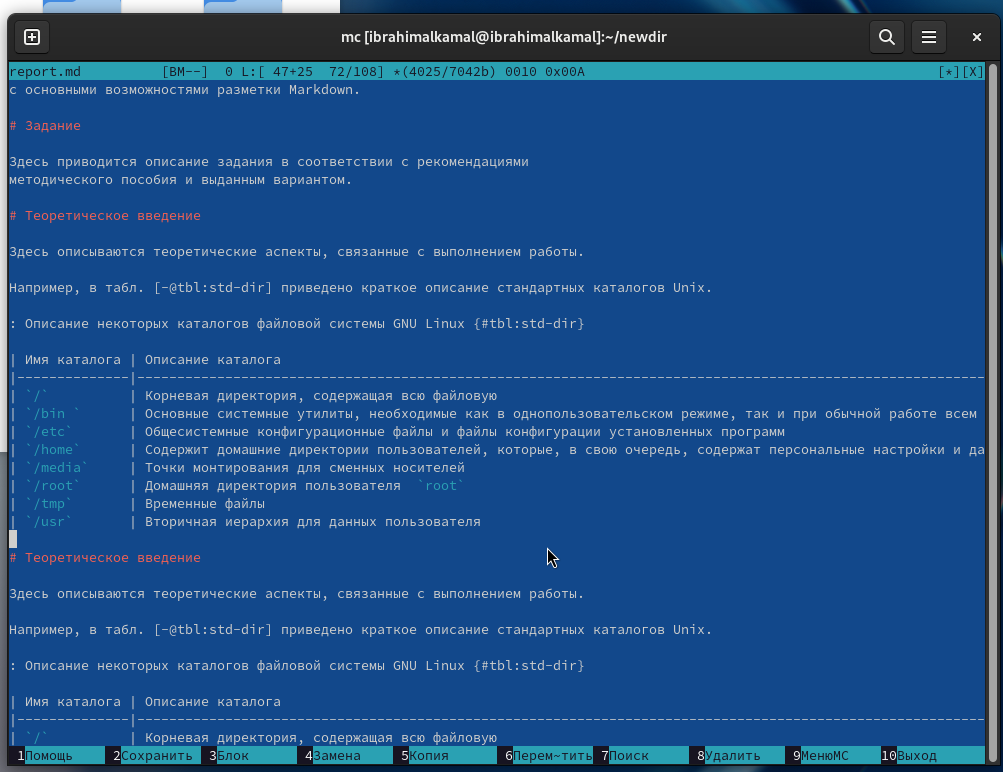 mc [ibrahimalkamal@ibrahimalkamal]:~/newdir
report.md [BM--] 0 L:[ 47+25 72/108] *(4025/7042b) 0010 0x00A [*][X]
с основными возможностями разметки Markdown.
# Задание
Здесь приводится описание задания в соответствии с рекомендациями
методического пособия и выданным вариантом.
# Теоретическое введение
Здесь описываются теоретические аспекты, связанные с выполнением работы.
Например, в табл. [-@tbl:std-dir] приведено краткое описание стандартных каталогов Unix.
: Описание некоторых каталогов файловой системы GNU Linux {#tbl:std-dir}
| Имя каталога | Описание каталога
|--------------|----------------------------------------------------------------------------------------------------------
| `/` | Корневая директория, содержащая всю файловую
| `/bin ` | Основные системные утилиты, необходимые как в однопользовательском режиме, так и при обычной работе всем
| `/etc` | Общесистемные конфигурационные файлы и файлы конфигурации установленных программ
| `/home` | Содержит домашние директории пользователей, которые, в свою очередь, содержат персональные настройки и да
| `/media` | Точки монтирования для сменных носителей
| `/root` | Домашняя директория пользователя `root`
| `/tmp` | Временные файлы
| `/usr` | Вторичная иерархия для данных пользователя
# Теоретическое введение
Здесь описываются теоретические аспекты, связанные с выполнением работы.
Например, в табл. [-@tbl:std-dir] приведено краткое описание стандартных каталогов Unix.
: Описание некоторых каталогов файловой системы GNU Linux {#tbl:std-dir}
| Имя каталога | Описание каталога
|--------------|----------------------------------------------------------------------------------------------------------
| `/` | Корневая директория, содержащая всю файловую
1Помощь 2Сохранить 3Блок 4Замена 5Копия 6Перем~тить 7Поиск 8Удалить 9МенюMC 10Выход